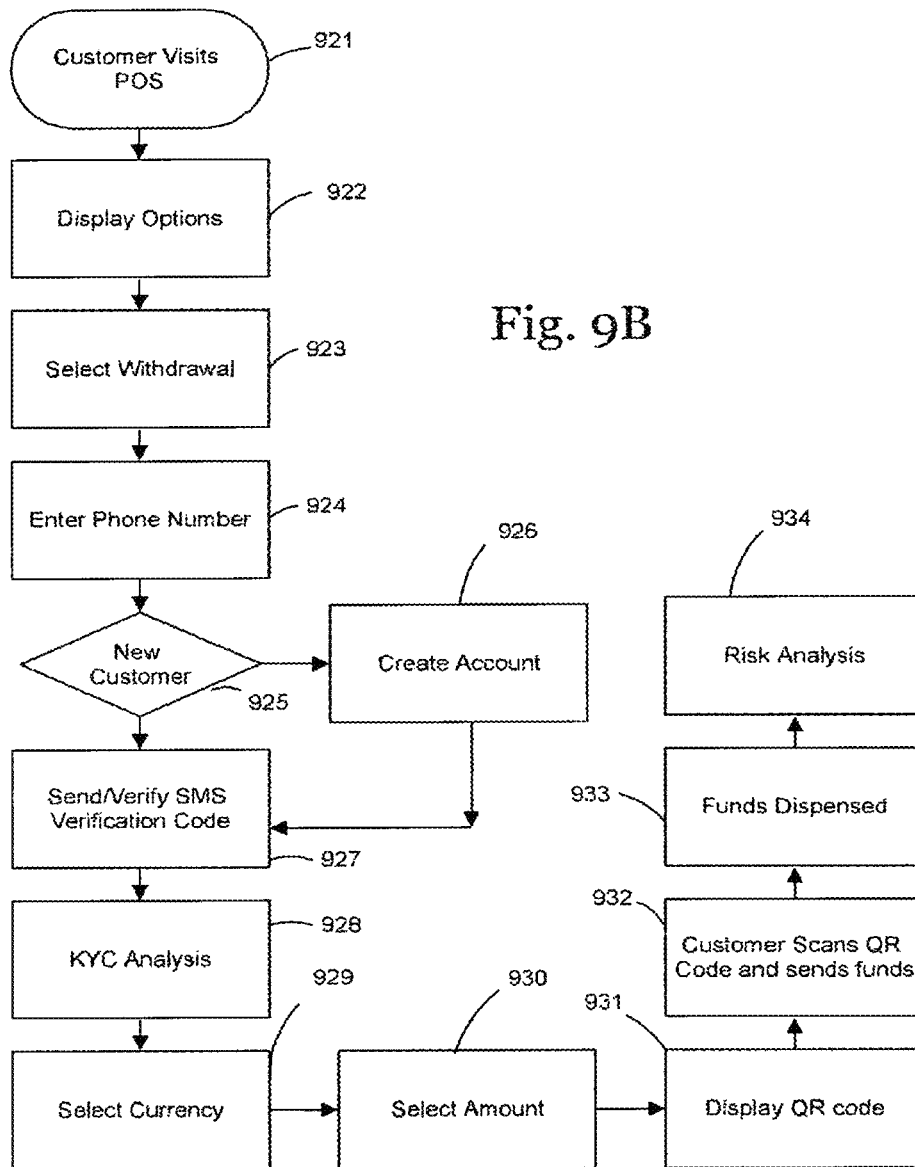 Customer Visits
POS
921
Display Options
922
Select Withdrawal
923
Fig. 9B
Enter Phone Number
924
New
Customer
925
Create Account
926
Send/Verify SMS
Verification Code
927
KYC Analysis
928
Select Currency
929
Select Amount
930
Display QR code
931
Customer Scans QR
Code and sends funds
932
Funds Dispensed
933
Risk Analysis
934